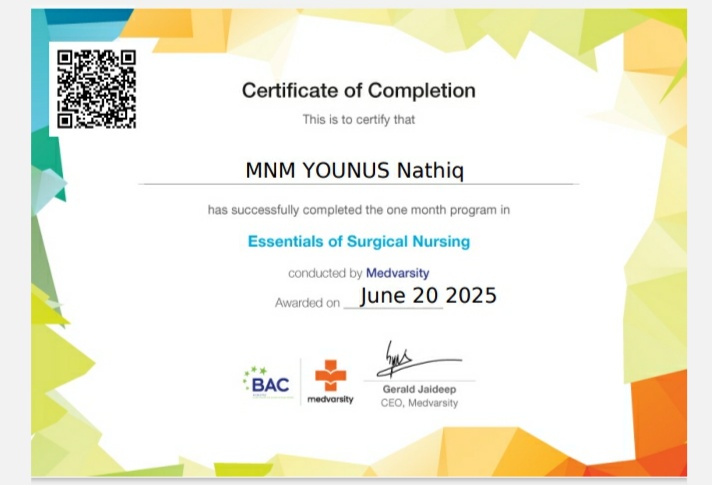 Certificate of Completion
This is to certify that
MNM YOUNUS Nathiq
has successfully completed the one month program in
Essentials of Surgical Nursing
conducted by Medvarsity
Awarded on June 20 2025
BAC
medvarsity
Gerald Jaideep
CEO, Medvarsity